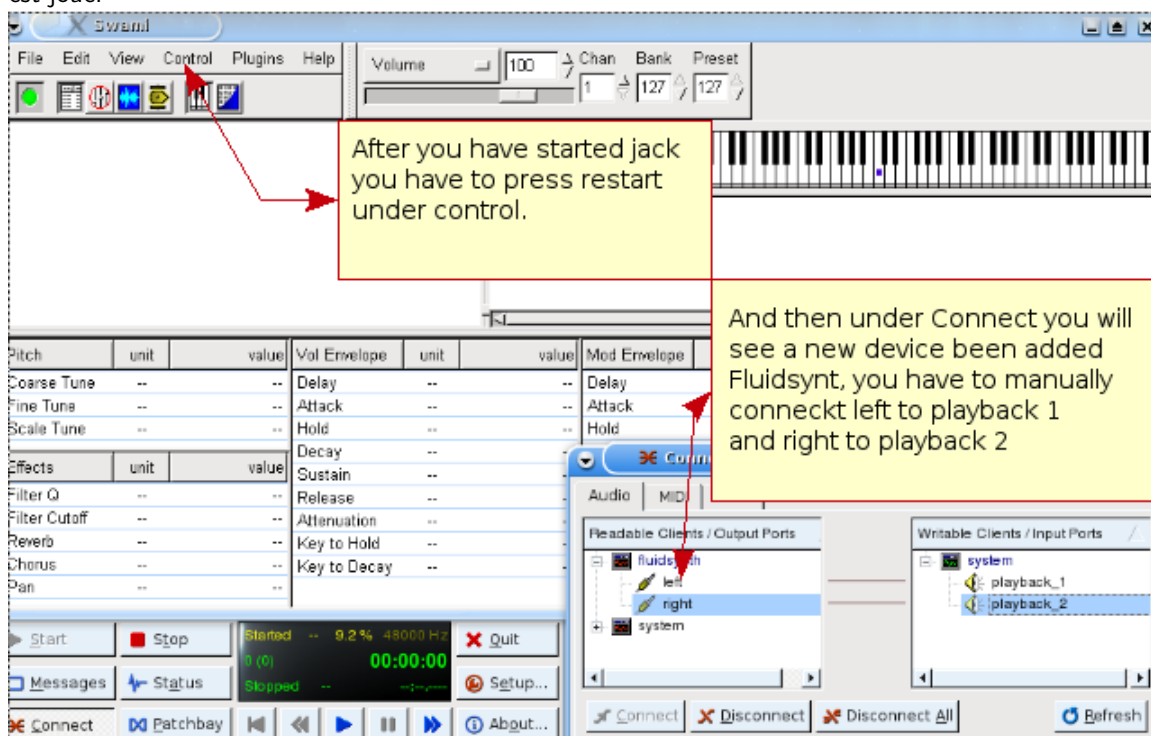 est joué.
Swami
File Edit View Control Plugins Help
Volume 100 Chan Bank Preset
1 127 127
After you have started jack
you have to press restart
under control.
And then under Connect you will
see a new device been added
Fluidsynt, you have to manually
conneckt left to playback 1
and right to playback 2
Pitch unit value
Coarse Tune -- --
Fine Tune -- --
Scale Tune -- --
Effects unit value
Filter Q -- --
Filter Cutoff -- --
Reverb -- --
Chorus -- --
Pan -- --
Vol Envelope unit value
Delay -- --
Attack -- --
Hold -- --
Decay --
Sustain --
Release --
Attenuation --
Key to Hold --
Key to Decay --
Mod Envelope
Delay
Attack
Hold
Audio MIDI
Readable Clients / Output Ports
fluidsynth
left
right
system
Writable Clients / Input Ports
system
playback_1
playback_2
Connect Disconnect Disconnect All Refresh
Start Stop
Messages Status
Connect Patchbay
Started -- 9.2 % 48000 Hz
0 (0) 00:00:00
Stopped -- --:--.----
Quit
Setup...
About...